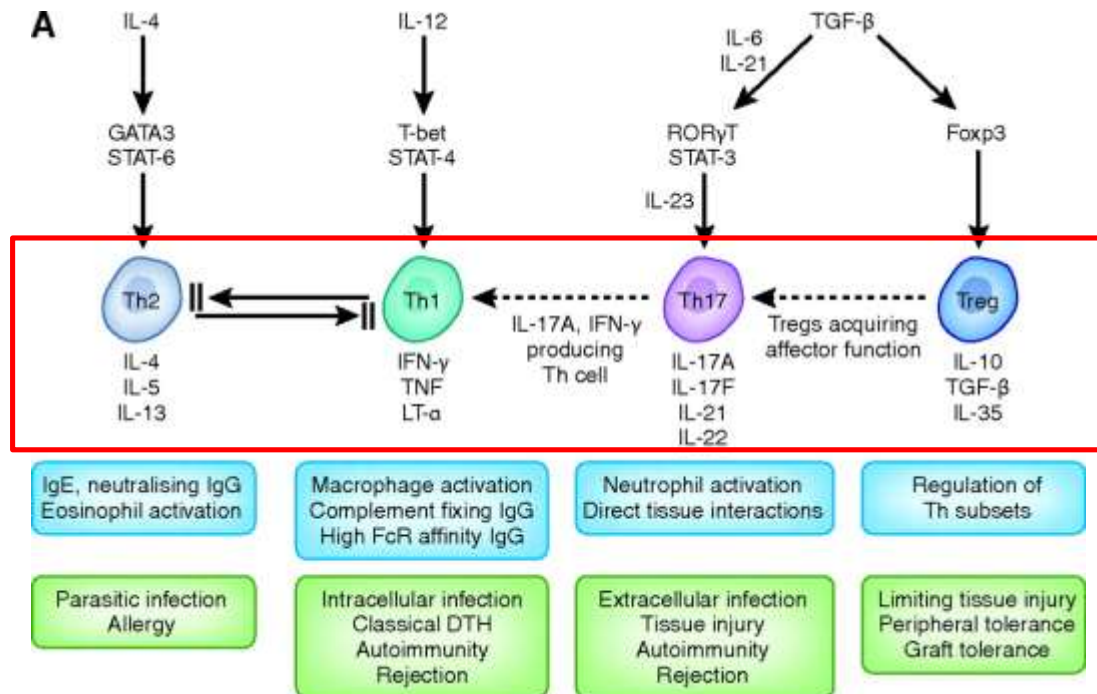 A
IL-4
IL-12
TGF-β
IL-6
IL-21
GATA3
STAT-6
T-bet
STAT-4
RORγT
STAT-3
Foxp3
IL-23
Th2
Th1
Th17
Treg
IL-17A, IFN-γ
producing
Th cell
Tregs acquiring
affector function
IL-4
IL-5
IL-13
IFN-γ
TNF
LT-α
IL-17A
IL-17F
IL-21
IL-22
IL-10
TGF-β
IL-35
IgE, neutralising IgG
Eosinophil activation
Macrophage activation
Complement fixing IgG
High FcR affinity IgG
Neutrophil activation
Direct tissue interactions
Regulation of
Th subsets
Parasitic infection
Allergy
Intracellular infection
Classical DTH
Autoimmunity
Rejection
Extracellular infection
Tissue injury
Autoimmunity
Rejection
Limiting tissue injury
Peripheral tolerance
Graft tolerance